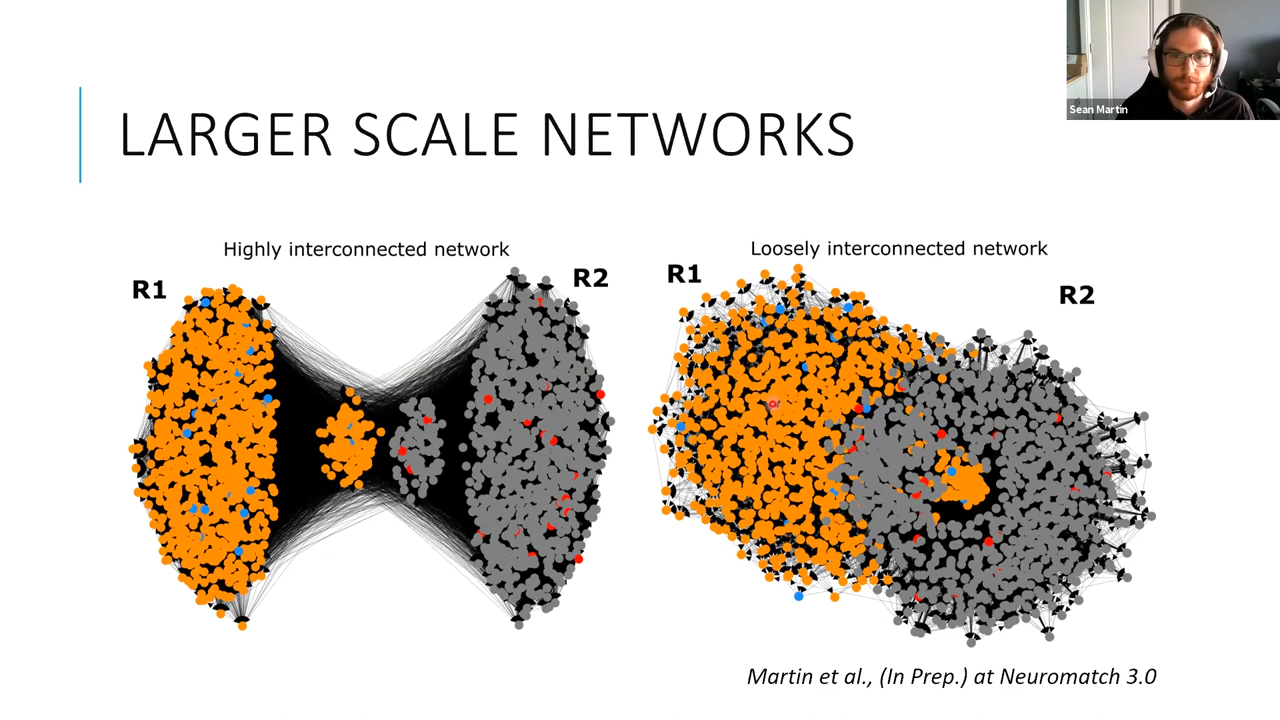 Sean Martin
LARGER SCALE NETWORKS
Highly interconnected network
R1
R2
Loosely interconnected network
R1
R2
Martin et al., (In Prep.) at Neuromatch 3.0